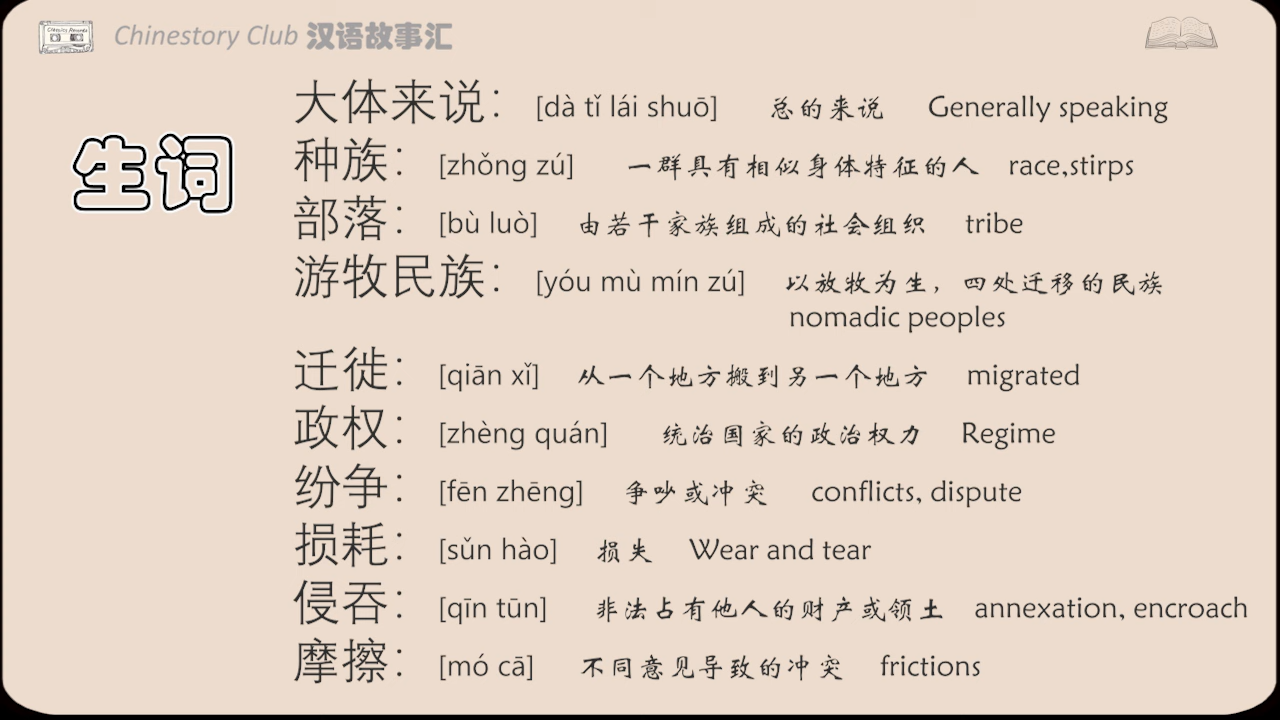 Chinestory Club 汉语故事汇
生词
大体来说： [dà tǐ lái shuō] 总的来说 Generally speaking
种族： [zhǒng zú] 一群具有相似身体特征的人 race,stirps
部落： [bù luò] 由若干家族组成的社会组织 tribe
游牧民族： [yóu mù mín zú] 以放牧为生，四处迁移的民族
nomadic peoples
迁徙： [qiān xǐ] 从一个地方搬到另一个地方 migrated
政权： [zhèng quán] 统治国家的政治权力 Regime
纷争： [fēn zhēng] 争吵或冲突 conflicts, dispute
损耗： [sǔn hào] 损失 Wear and tear
侵吞： [qīn tūn] 非法占有他人的财产或领土 annexation, encroach
摩擦： [mó cā] 不同意见导致的冲突 frictions